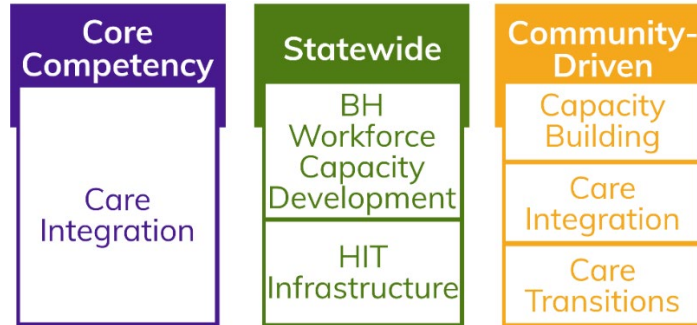 Core
Competency
Care
Integration
Statewide
BH
Workforce
Capacity
Development
HIT
Infrastructure
Community-
Driven
Capacity
Building
Care
Integration
Care
Transitions